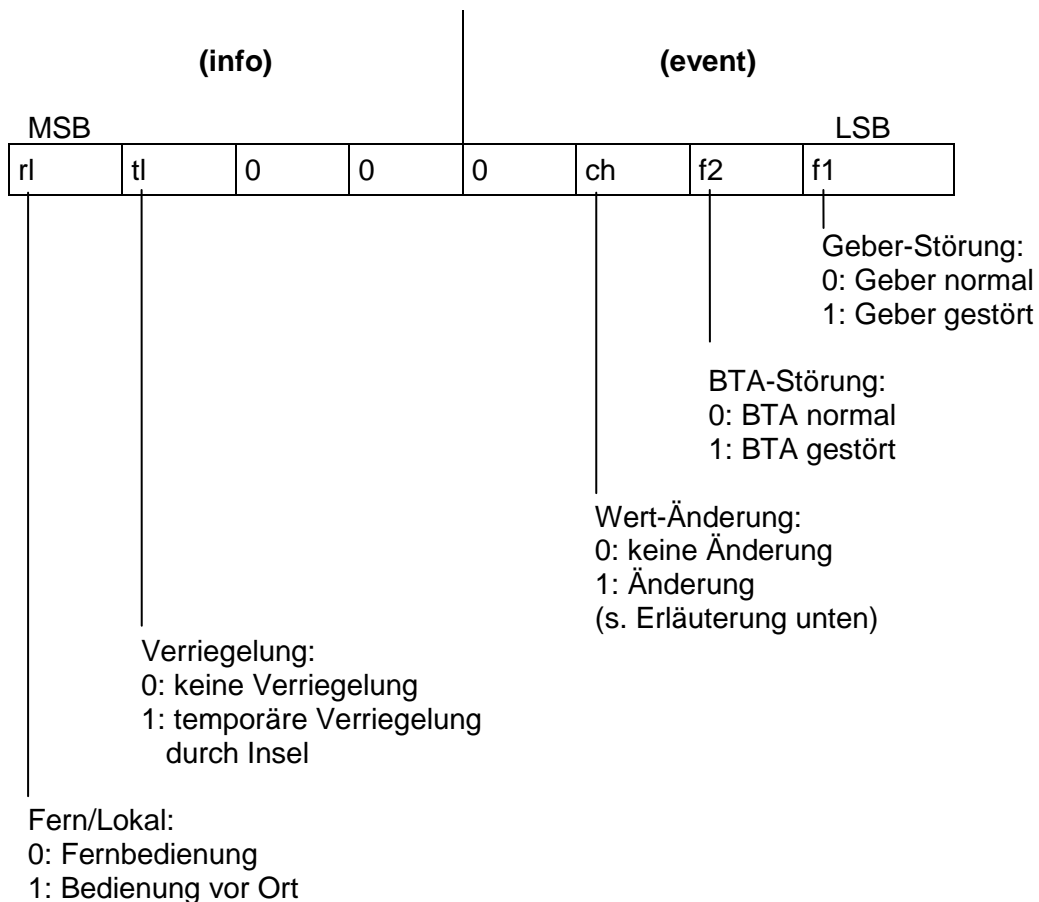 (info) (event)
MSB LSB
rl tl 0 0 0 ch f2 f1
Geber-Störung:
0: Geber normal
1: Geber gestört
BTA-Störung:
0: BTA normal
1: BTA gestört
Wert-Änderung:
0: keine Änderung
1: Änderung
(s. Erläuterung unten)
Verriegelung:
0: keine Verriegelung
1: temporäre Verriegelung
durch Insel
Fern/Lokal:
0: Fernbedienung
1: Bedienung vor Ort